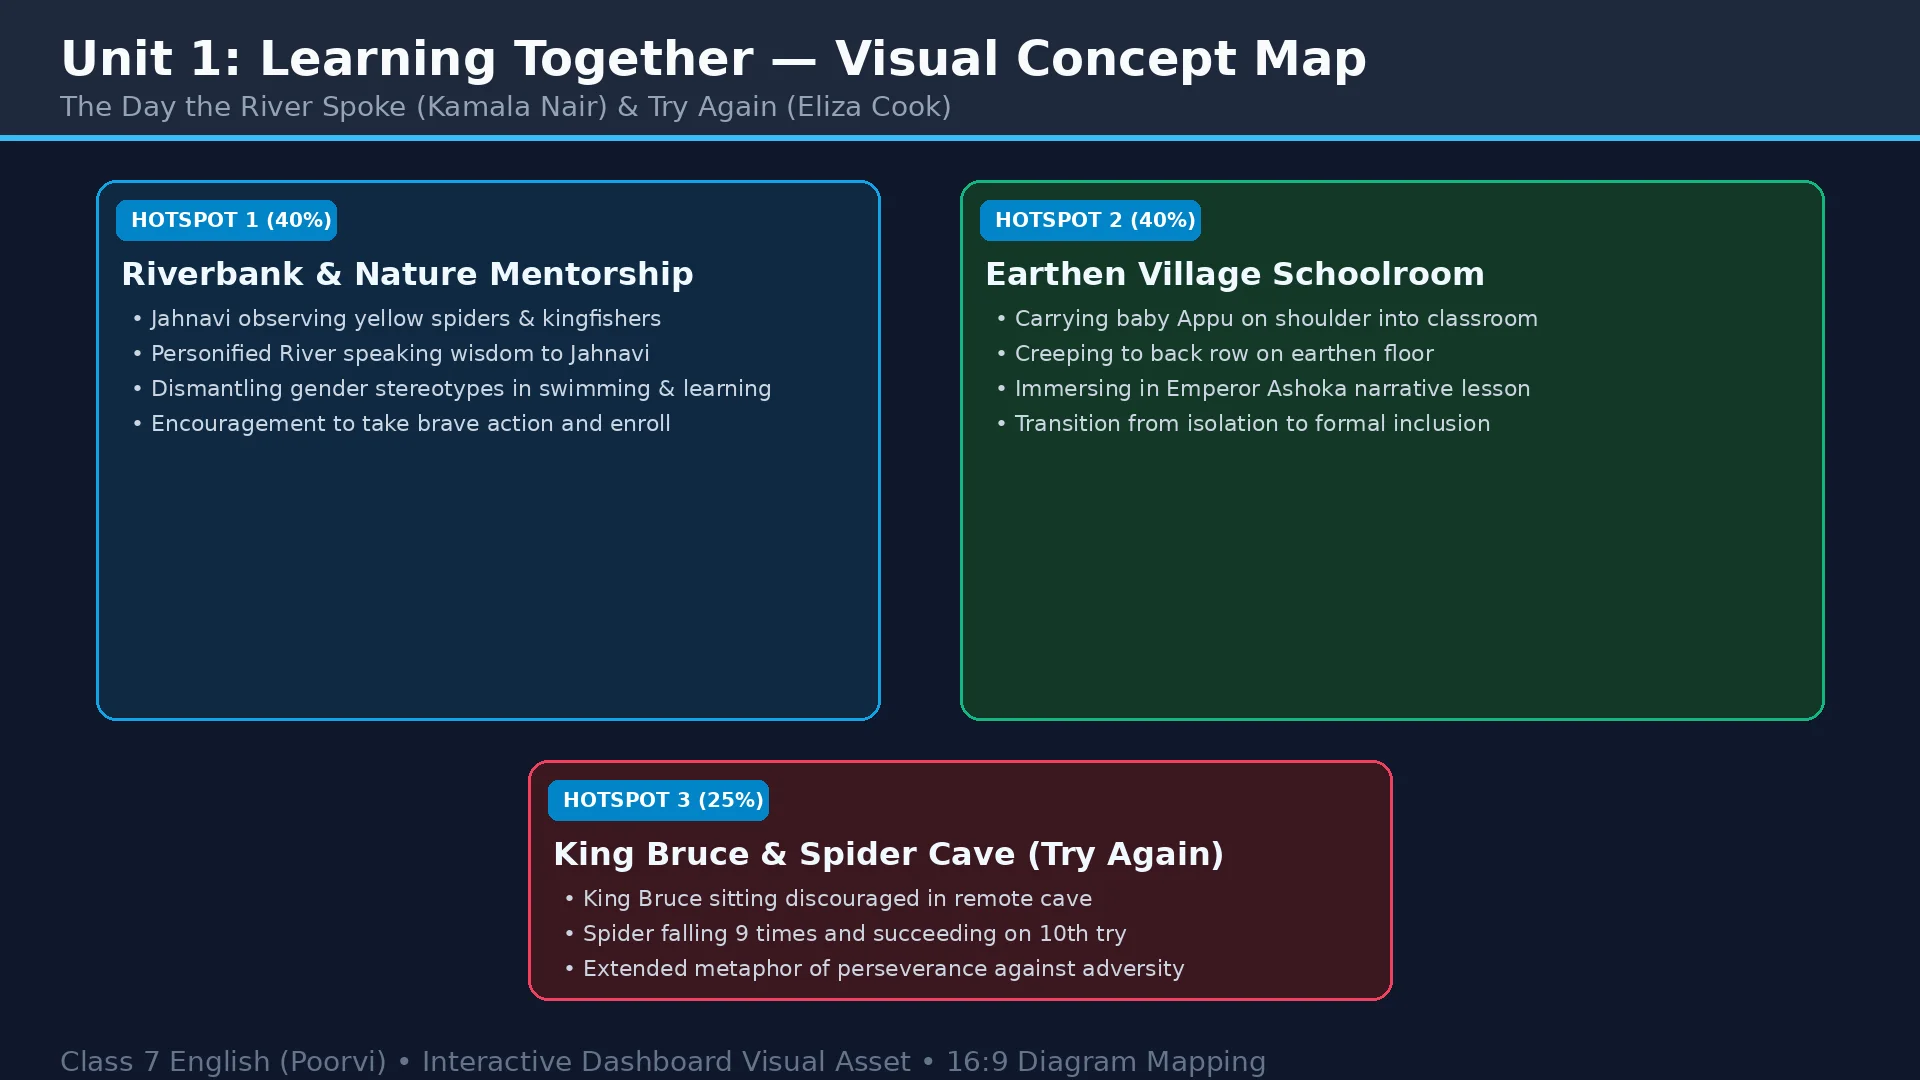 Unit 1: Learning Together — Visual Concept Map
The Day the River Spoke (Kamala Nair) & Try Again (Eliza Cook)
HOTSPOT 1 (40%)
Riverbank & Nature Mentorship
• Jahnavi observing yellow spiders & kingfishers
• Personified River speaking wisdom to Jahnavi
• Dismantling gender stereotypes in swimming & learning
• Encouragement to take brave action and enroll
HOTSPOT 2 (40%)
Earthen Village Schoolroom
• Carrying baby Appu on shoulder into classroom
• Creeping to back row on earthen floor
• Immersing in Emperor Ashoka narrative lesson
• Transition from isolation to formal inclusion
HOTSPOT 3 (25%)
King Bruce & Spider Cave (Try Again)
• King Bruce sitting discouraged in remote cave
• Spider falling 9 times and succeeding on 10th try
• Extended metaphor of perseverance against adversity
Class 7 English (Poorvi) • Interactive Dashboard Visual Asset • 16:9 Diagram Mapping